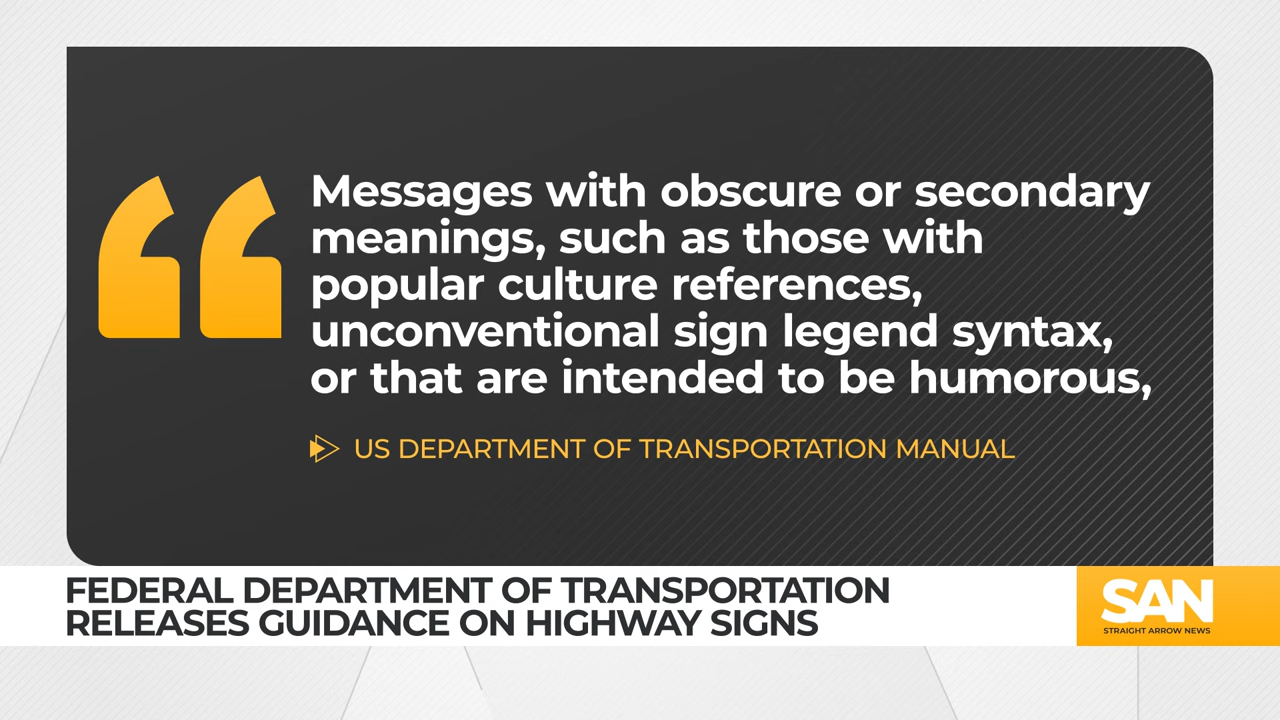 Messages with obscure or secondary
meanings, such as those with
popular culture references,
unconventional sign legend syntax,
or that are intended to be humorous,
US DEPARTMENT OF TRANSPORTATION MANUAL
FEDERAL DEPARTMENT OF TRANSPORTATION
RELEASES GUIDANCE ON HIGHWAY SIGNS
SAN
STRAIGHT ARROW NEWS